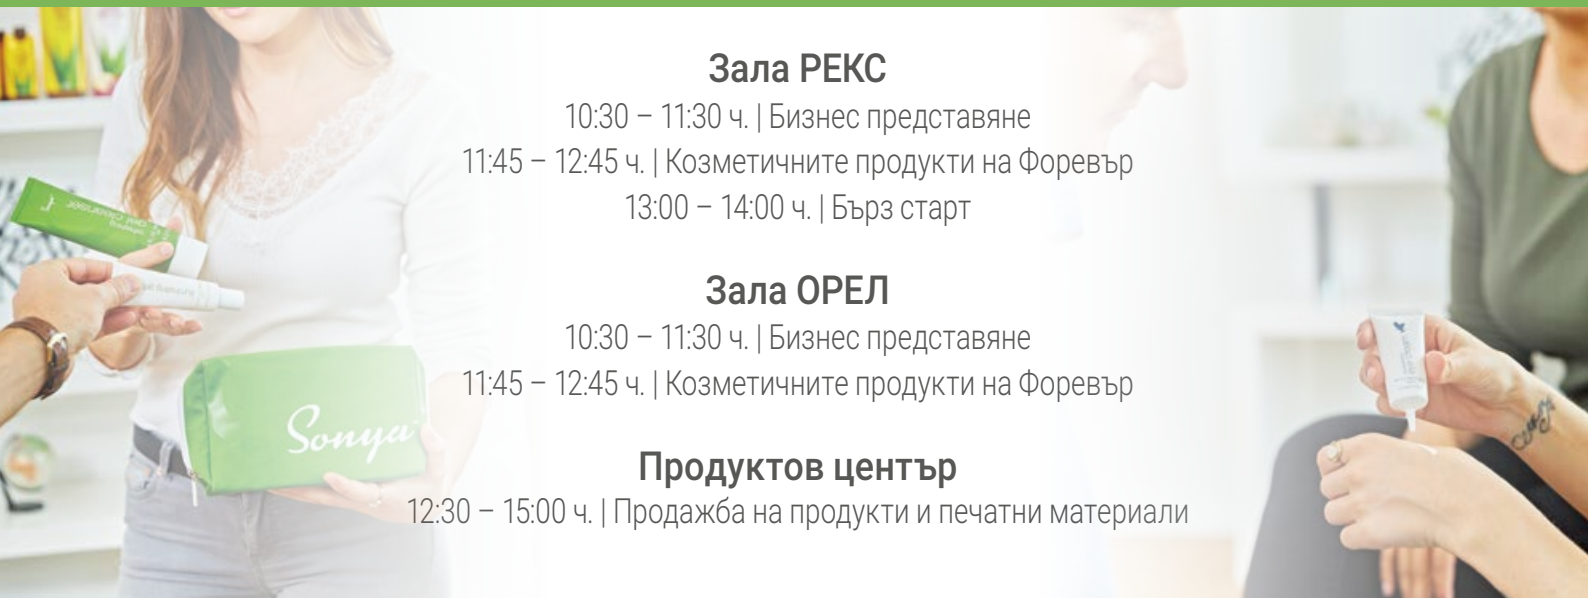 Зала РЕКС
10:30 – 11:30 ч. | Бизнес представяне
11:45 – 12:45 ч. | Козметичните продукти на Форевър
13:00 – 14:00 ч. | Бърз старт
Зала ОРЕЛ
10:30 – 11:30 ч. | Бизнес представяне
11:45 – 12:45 ч. | Козметичните продукти на Форевър
Sonya
Продуктов център
12:30 – 15:00 ч. | Продажба на продукти и печатни материали